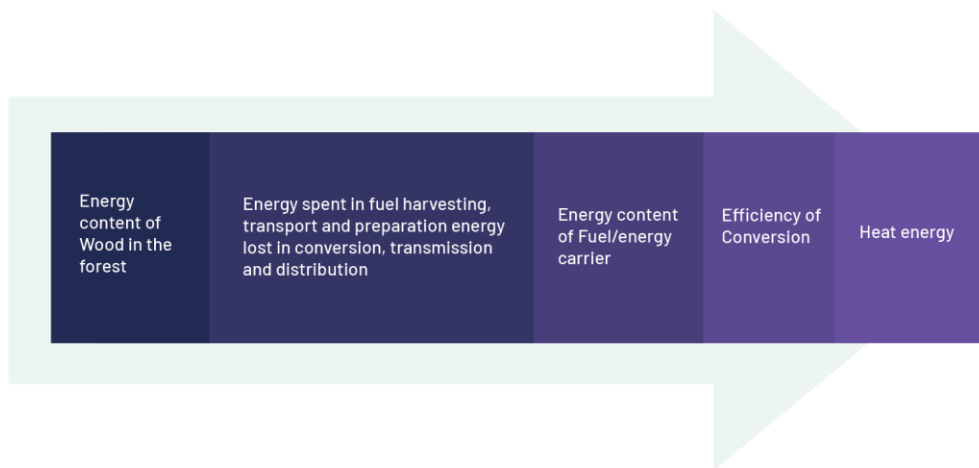 Energy
content of
Wood in the
forest
Energy spent in fuel harvesting,
transport and preparation energy
lost in conversion, transmission
and distribution
Energy content
of Fuel/energy
carrier
Efficiency of
Conversion
Heat energy